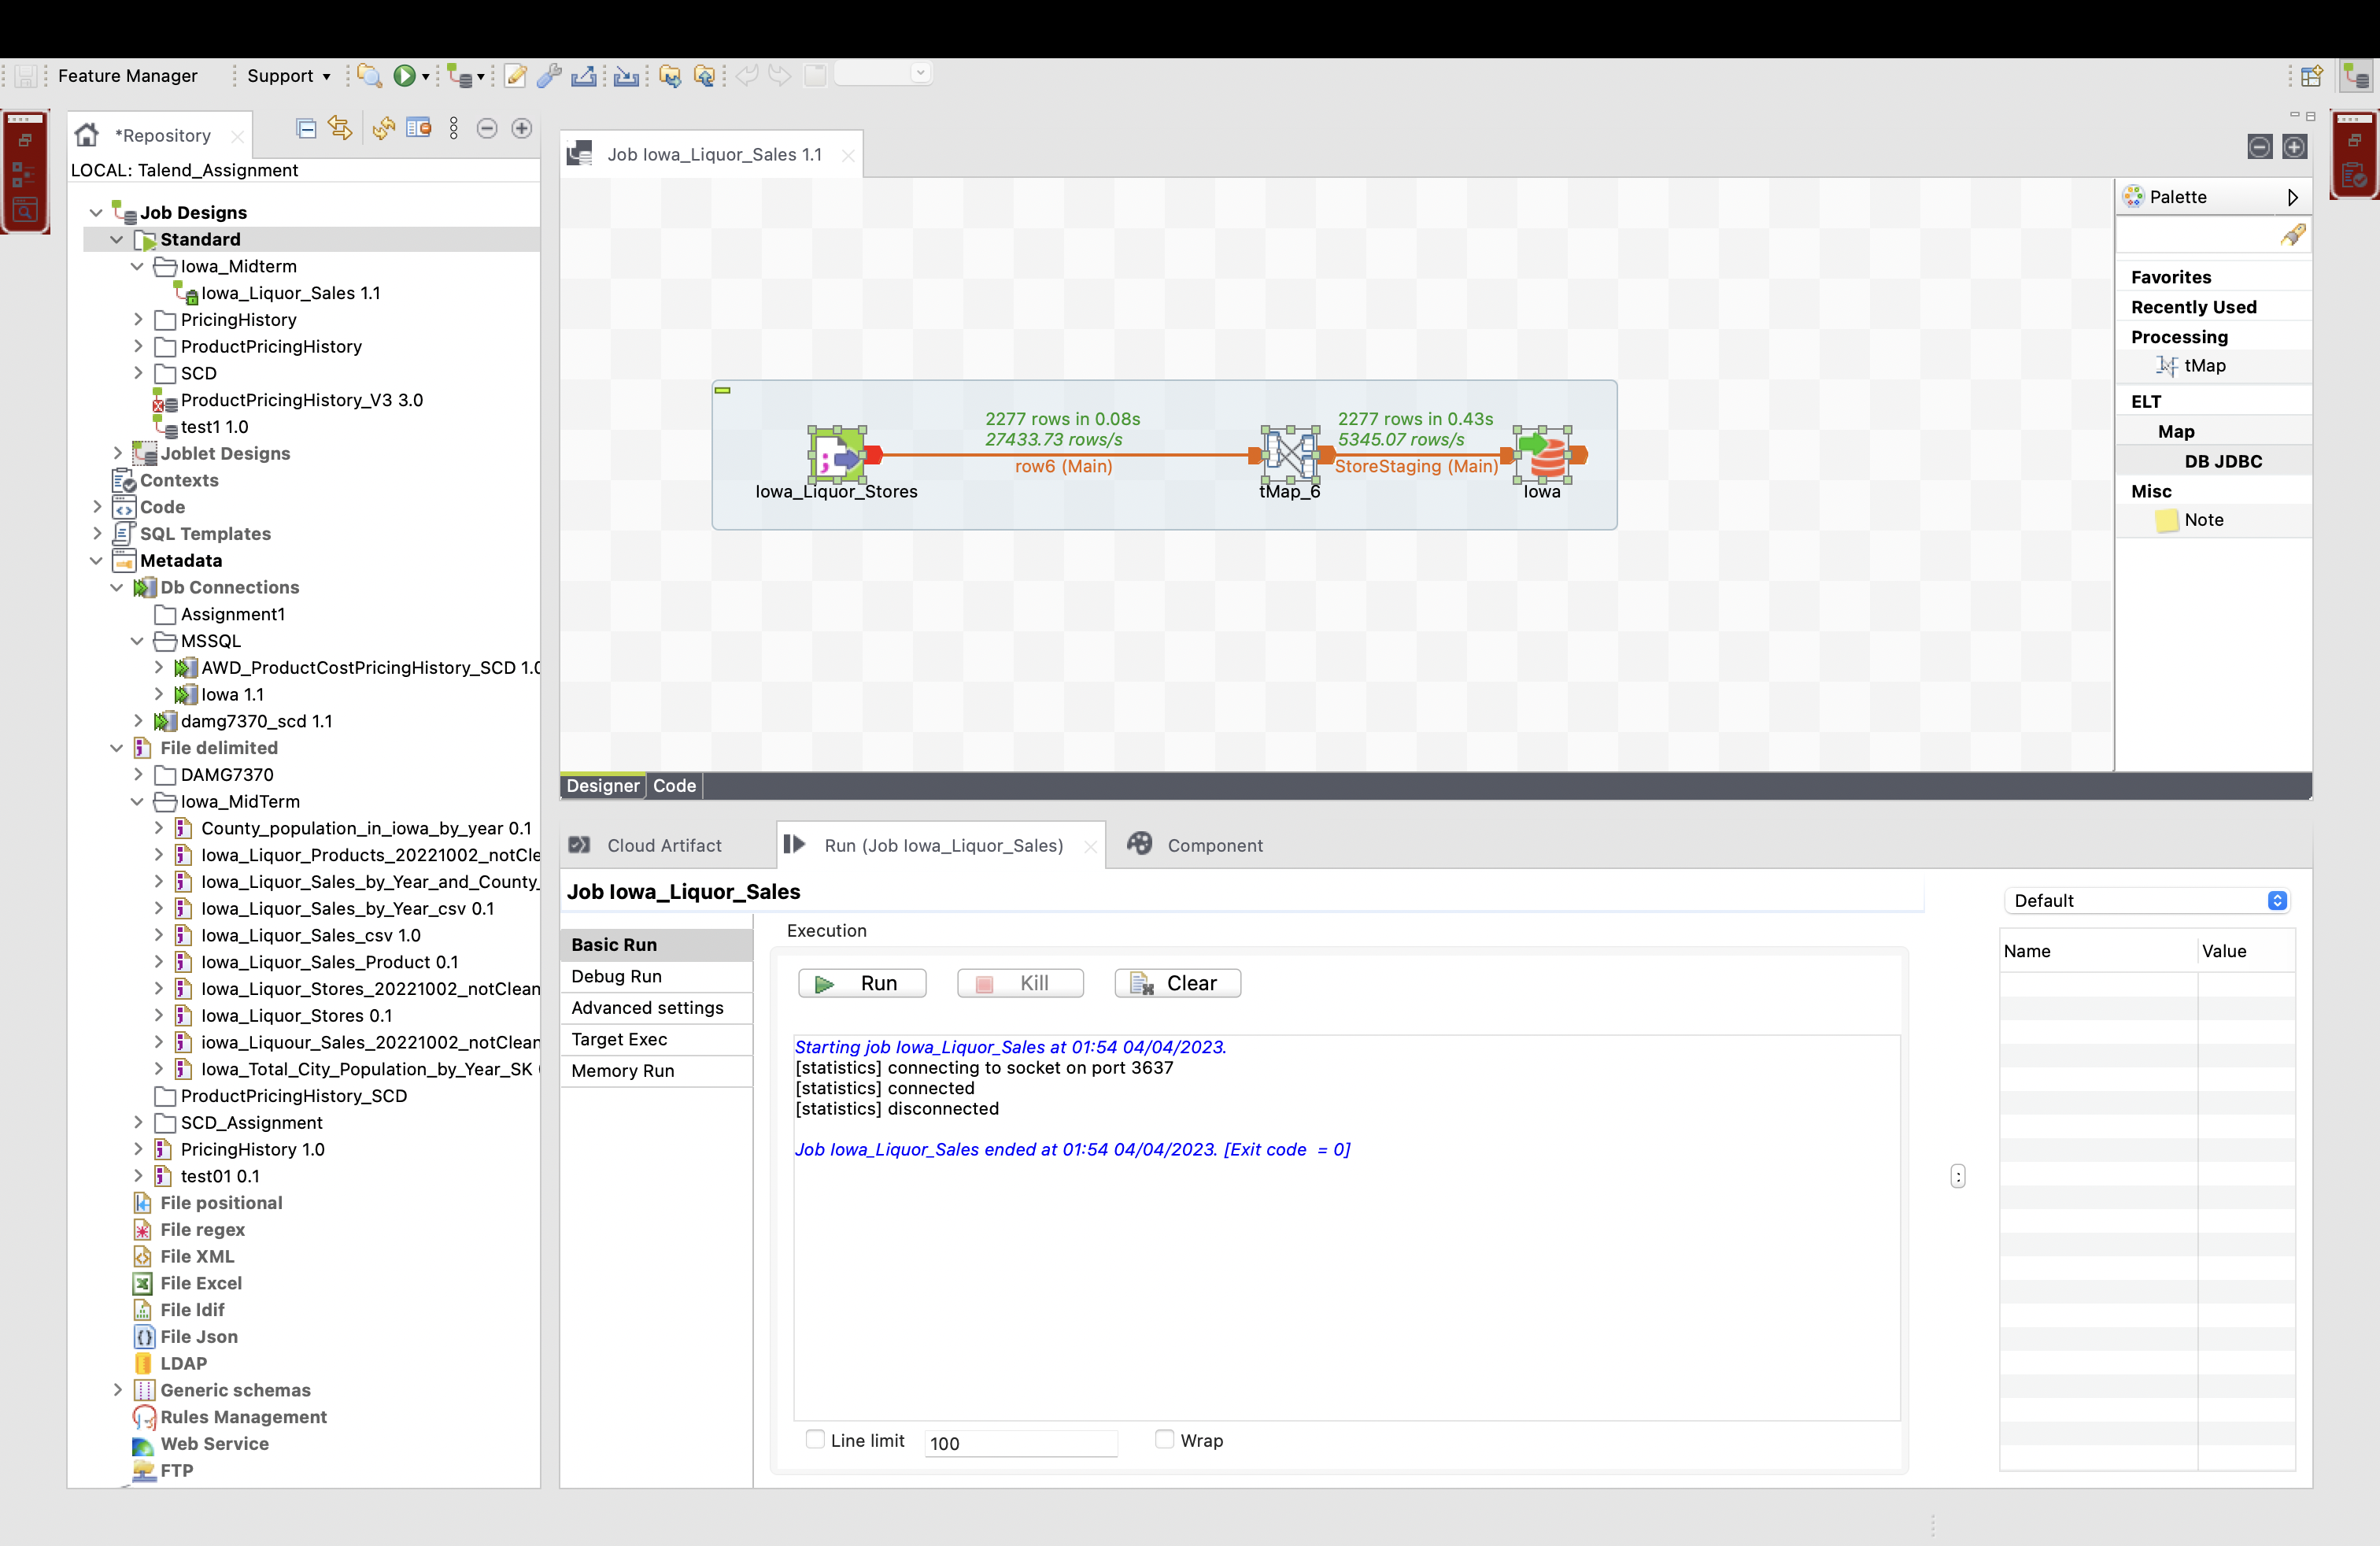 Feature Manager
Support
*Repository
LOCAL: Talend_Assignment
Job Designs
Standard
Iowa_Midterm
Iowa_Liquor_Sales 1.1
PricingHistory
ProductPricingHistory
SCD
ProductPricingHistory_V3 3.0
test1 1.0
Joblet Designs
Contexts
Code
SQL Templates
Metadata
Db Connections
Assignment1
MSSQL
AWD_ProductCostPricingHistory_SCD 1.0
Iowa 1.1
damg7370_scd 1.1
File delimited
DAMG7370
Iowa_MidTerm
County_population_in_iowa_by_year 0.1
Iowa_Liquor_Products_20221002_notCle
Iowa_Liquor_Sales_by_Year_and_County_
Iowa_Liquor_Sales_by_Year_csv 0.1
Iowa_Liquor_Sales_csv 1.0
Iowa_Liquor_Sales_Product 0.1
Iowa_Liquor_Stores_20221002_notClean
Iowa_Liquor_Stores 0.1
iowa_Liquour_Sales_20221002_notClean
Iowa_Total_City_Population_by_Year_SK
ProductPricingHistory_SCD
SCD_Assignment
PricingHistory 1.0
test01 0.1
File positional
File regex
File XML
File Excel
File ldif
File Json
LDAP
Generic schemas
Rules Management
Web Service
FTP
Job Iowa_Liquor_Sales 1.1
2277 rows in 0.08s
27433.73 rows/s
row6 (Main)
2277 rows in 0.43s
5345.07 rows/s
StoreStaging (Main)
Iowa_Liquor_Stores
tMap_6
Iowa
Palette
Favorites
Recently Used
Processing
tMap
ELT
Map
DB JDBC
Misc
Note
Designer
Code
Cloud Artifact
Run (Job Iowa_Liquor_Sales)
Component
Job Iowa_Liquor_Sales
Basic Run
Debug Run
Advanced settings
Target Exec
Memory Run
Execution
Run
Kill
Clear
Starting job Iowa_Liquor_Sales at 01:54 04/04/2023.
[statistics] connecting to socket on port 3637
[statistics] connected
[statistics] disconnected
Job Iowa_Liquor_Sales ended at 01:54 04/04/2023. [Exit code  = 0]
Line limit
100
Wrap
:
Default
Name
Value